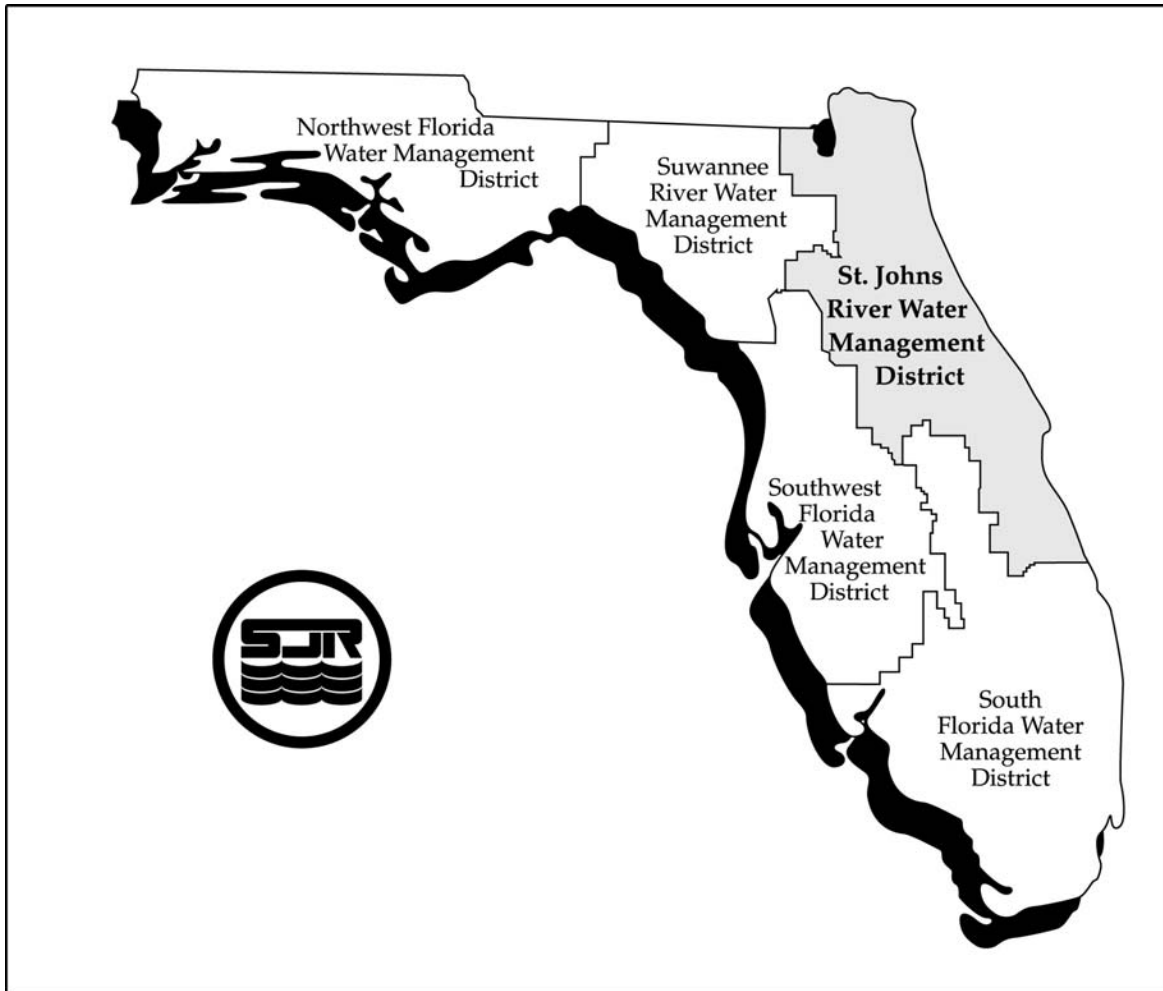 Northwest Florida
Water Management
District
Suwannee
River Water
Management
District
St. Johns
River Water
Management
District
Southwest
Florida
Water
Management
District
SJR
South
Florida Water
Management
District